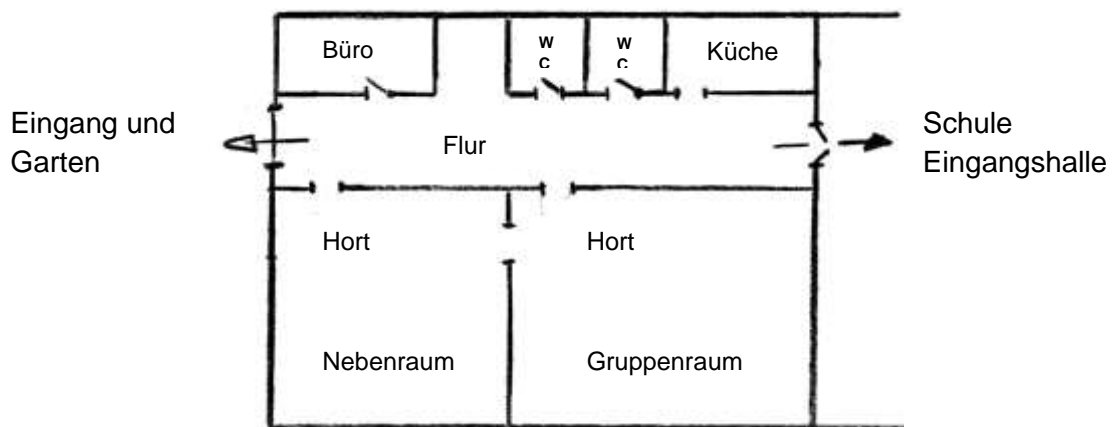 Büro
W
C
W
C
Küche
Eingang und
Garten
Flur
Schule
Eingangshalle
Hort
Hort
Nebenraum
Gruppenraum